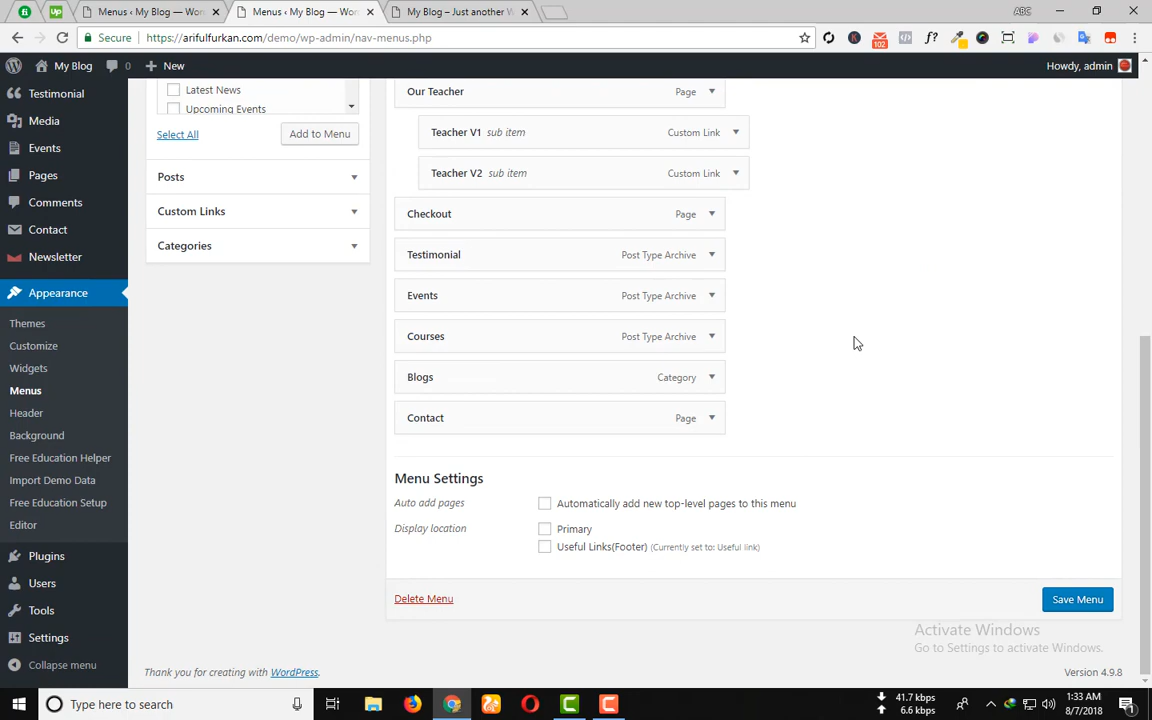 Menus ‹ My Blog — Wor
Menus ‹ My Blog — Wor
My Blog – Just another W
ABC
Secure
https://arifulfurkan.com/demo/wp-admin/nav-menus.php
102
f?
My Blog
0
New
Howdy, admin
Testimonial
Media
Events
Pages
Comments
Contact
Newsletter
Appearance
Themes
Customize
Widgets
Menus
Header
Background
Free Education Helper
Import Demo Data
Free Education Setup
Editor
Plugins
Users
Tools
Settings
Collapse menu
Latest News
Upcoming Events
Select All
Add to Menu
Posts
Custom Links
Categories
Our Teacher Page
Teacher V1 sub item Custom Link
Teacher V2 sub item Custom Link
Checkout Page
Testimonial Post Type Archive
Events Post Type Archive
Courses Post Type Archive
Blogs Category
Contact Page
Menu Settings
Auto add pages Automatically add new top-level pages to this menu
Display location Primary
Useful Links(Footer) (Currently set to: Useful link)
Delete Menu
Save Menu
Activate Windows
Go to Settings to activate Windows.
Thank you for creating with WordPress.
Version 4.9.8
Type here to search
41.7 kbps
6.6 kbps
1:33 AM
8/7/2018
1